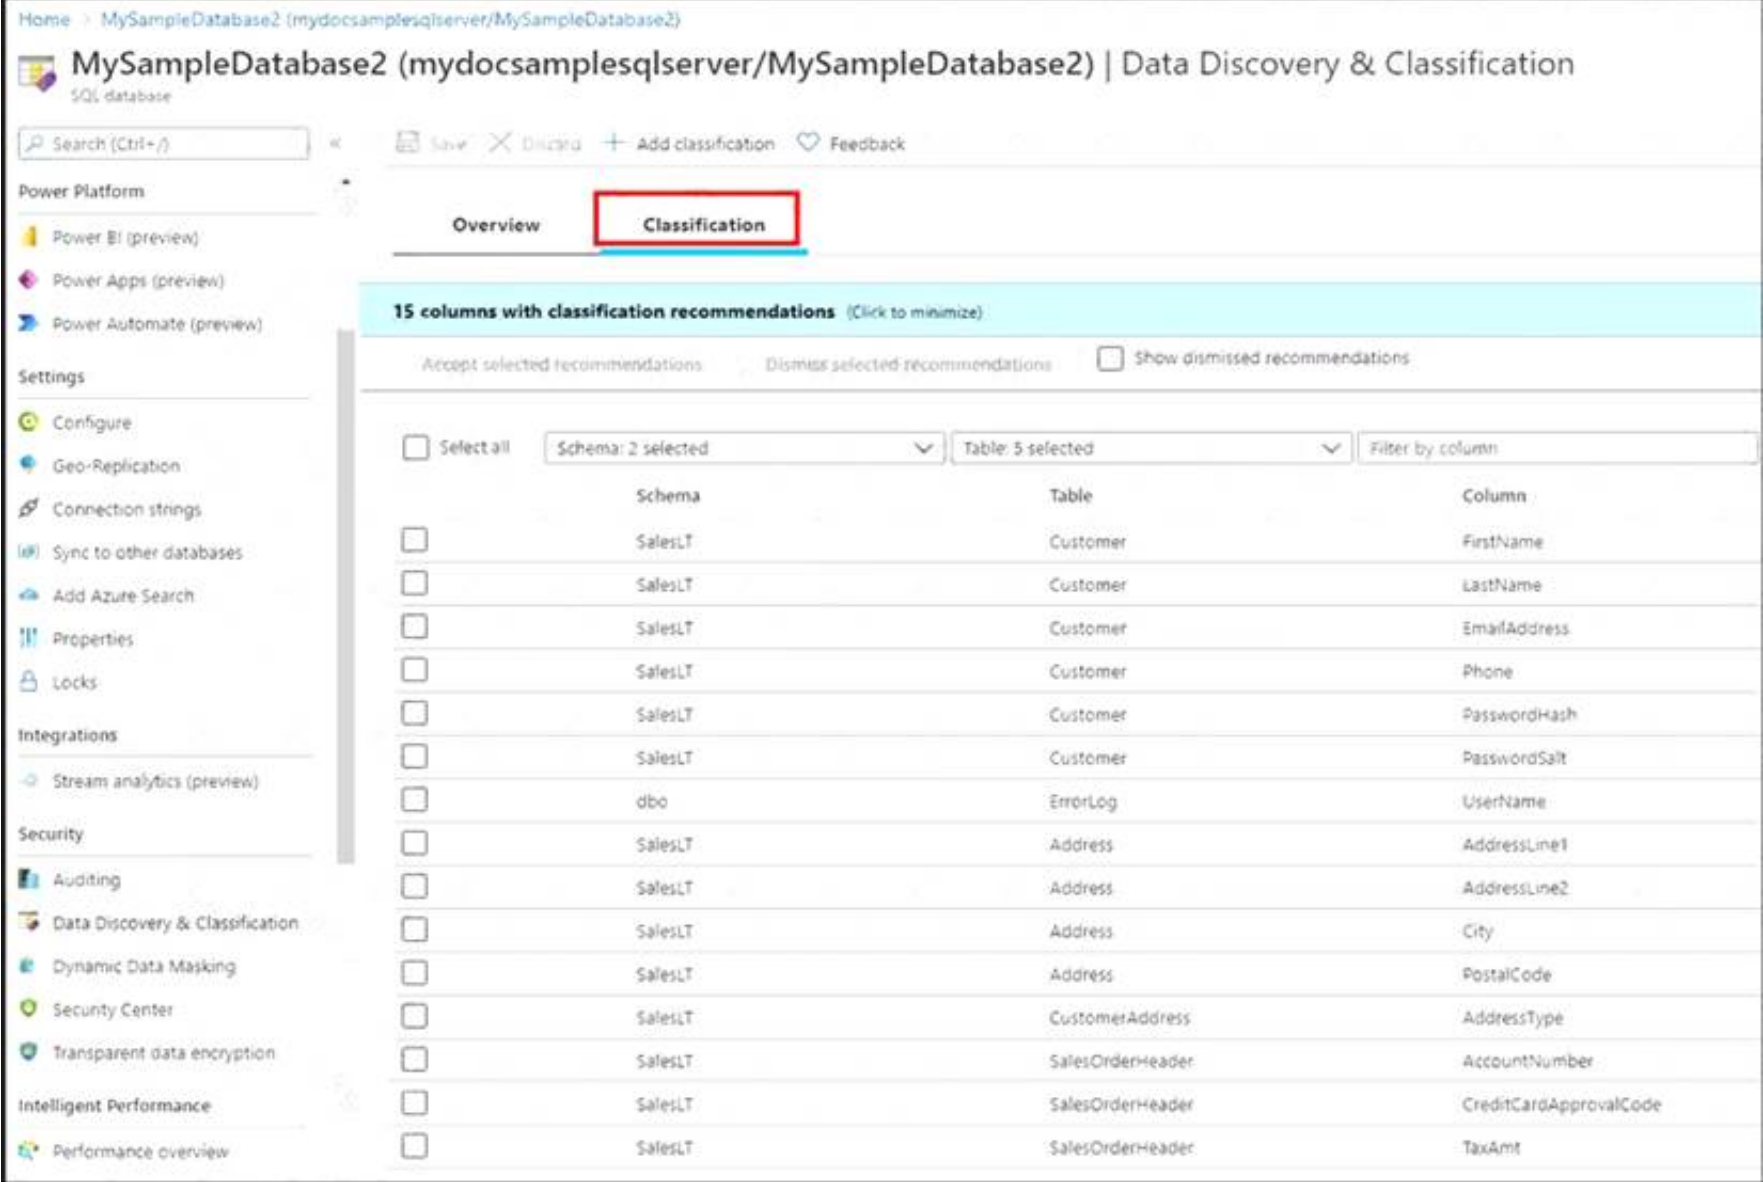 Home > MySampleDatabase2 (mydocsamplesqlserver/MySampleDatabase2)
MySampleDatabase2 (mydocsamplesqlserver/MySampleDatabase2) | Data Discovery & Classification
SQL database
Search (Ctrl+/)
«
Save
Discard
Add classification
Feedback
Power Platform
Power BI (preview)
Power Apps (preview)
Power Automate (preview)
Settings
Configure
Geo-Replication
Connection strings
Sync to other databases
Add Azure Search
Properties
Locks
Integrations
Stream analytics (preview)
Security
Auditing
Data Discovery & Classification
Dynamic Data Masking
Security Center
Transparent data encryption
Intelligent Performance
Performance overview
Overview
Classification
15 columns with classification recommendations (Click to minimize)
Accept selected recommendations
Dismiss selected recommendations
Show dismissed recommendations
Select all
Schema: 2 selected
Table: 5 selected
Filter by column
Schema Table Column
SalesLT Customer FirstName
SalesLT Customer LastName
SalesLT Customer EmailAddress
SalesLT Customer Phone
SalesLT Customer PasswordHash
SalesLT Customer PasswordSalt
dbo ErrorLog UserName
SalesLT Address AddressLine1
SalesLT Address AddressLine2
SalesLT Address City
SalesLT Address PostalCode
SalesLT CustomerAddress AddressType
SalesLT SalesOrderHeader AccountNumber
SalesLT SalesOrderHeader CreditCardApprovalCode
SalesLT SalesOrderHeader TaxAmt